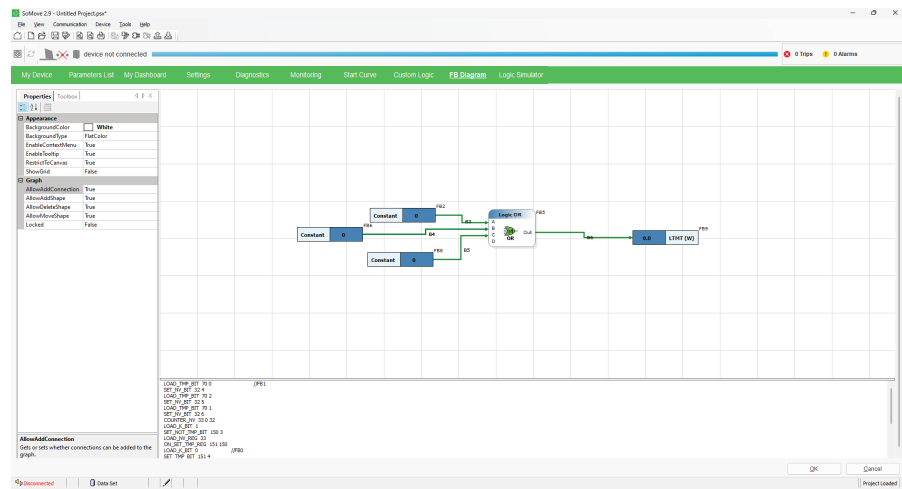 SoMove 2.9 - Untitled Project.psx*
File View Communication Device Tools Help
device not connected
0 Trips 0 Alarms
My Device Parameters List My Dashboard Settings Diagnostics Monitoring Start Curve Custom Logic FB Diagram Logic Simulator
Properties Toolbox
Appearance
BackgroundColor White
BackgroundType FlatColor
EnableContextMenu True
EnableTooltip True
RestrictToCanvas True
ShowGrid False
Graph
AllowAddConnection True
AllowAddShape True
AllowDeleteShape True
AllowMoveShape True
Locked False
FB2
Constant 0
B3
Logic OR
FB5
A
B
C
D
OR
Out
FB6
Constant 0
B4
FB8
Constant 0
B5
B6
FB9
0.0 LTMT (W)
LOAD_TMP_BIT 70 0 //FB1
SET_NV_BIT 32 4
LOAD_TMP_BIT 70 2
SET_NV_BIT 32 5
LOAD_TMP_BIT 70 1
SET_NV_BIT 32 6
COUNTER_NV 33 0 32
LOAD_K_BIT 1
SET_NOT_TMP_BIT 150 3
LOAD_NV_REG 33
ON_SET_TMP_REG 151 150
LOAD_K_BIT 0 //FB0
SET_TMP_BIT 151 4
AllowAddConnection
Gets or sets whether connections can be added to the
graph.
OK Cancel
Disconnected Data Set Project Loaded